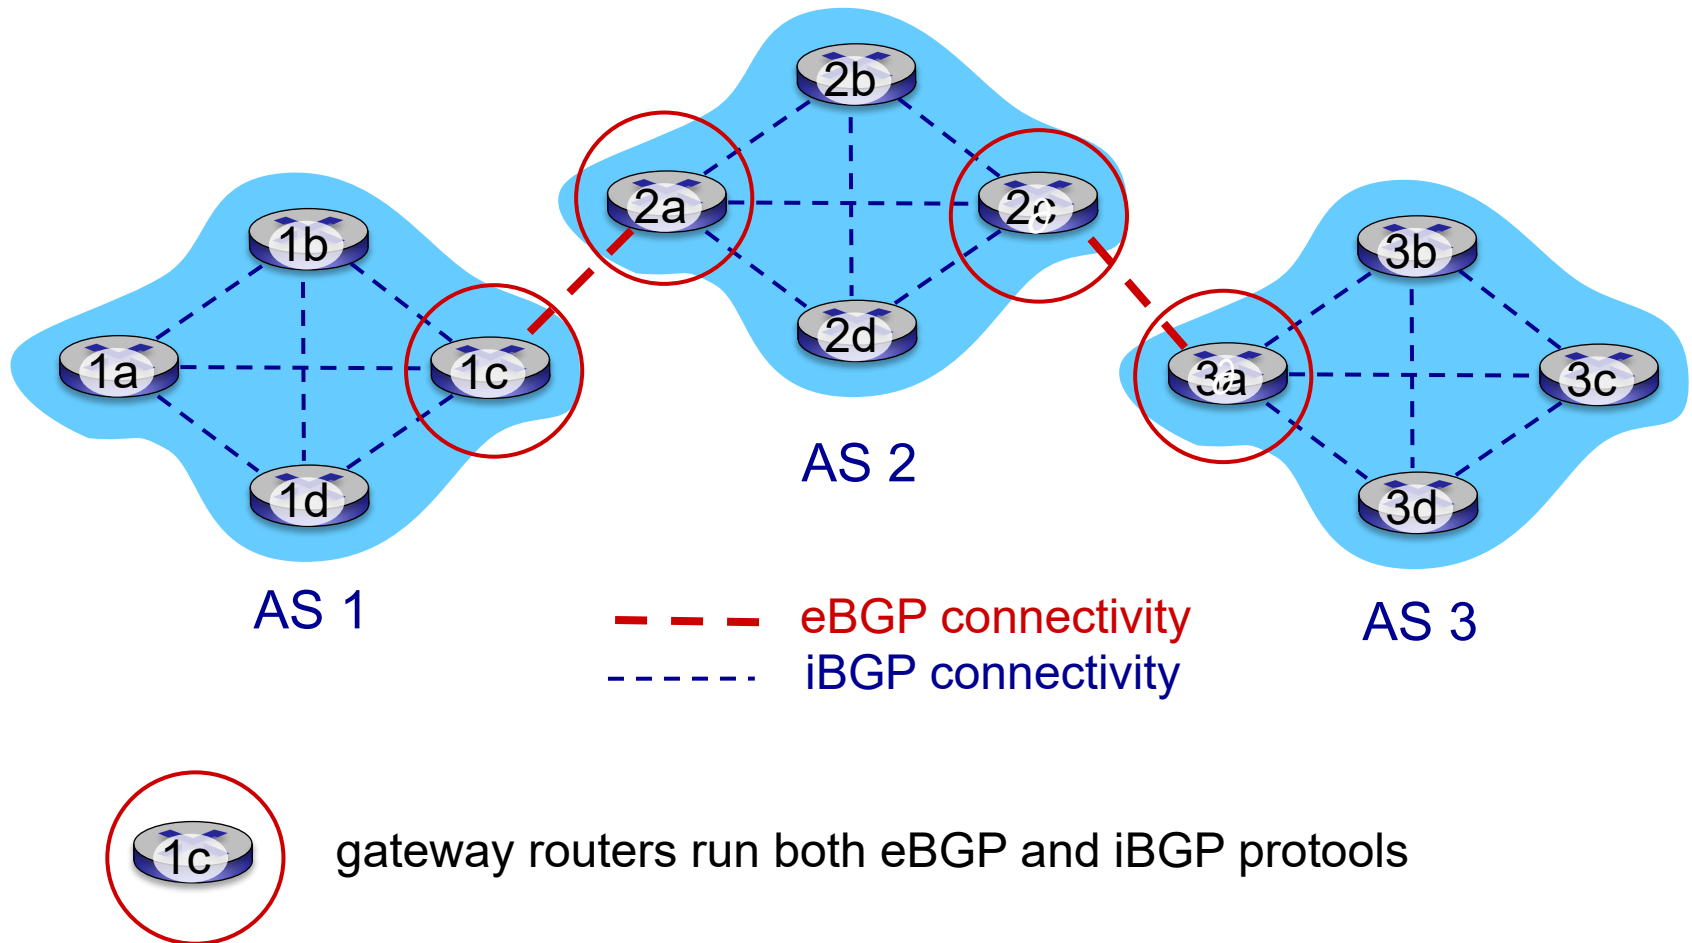 2b
2a
2c
1b
3b
2d
1a
1c
3a
3c
AS 2
1d
3d
AS 1
eBGP connectivity
AS 3
iBGP connectivity
1c
gateway routers run both eBGP and iBGP protools